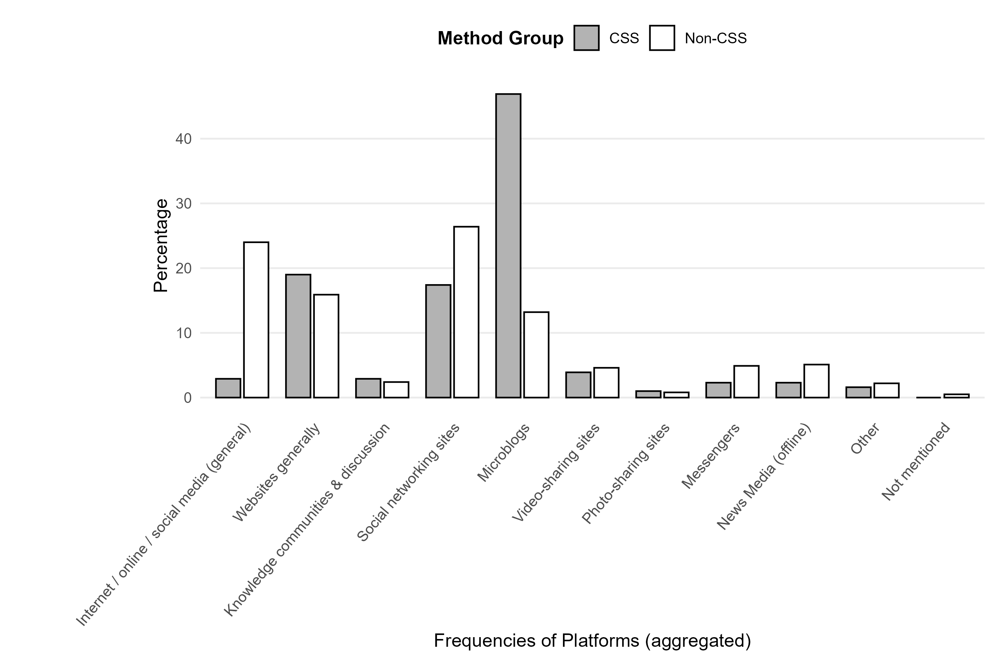 Method Group CSS Non-CSS
Percentage
40
30
20
10
0
Internet / online / social media (general)
Websites generally
Knowledge communities & discussion
Social networking sites
Microblogs
Video-sharing sites
Photo-sharing sites
Messengers
News Media (offline)
Other
Not mentioned
Frequencies of Platforms (aggregated)